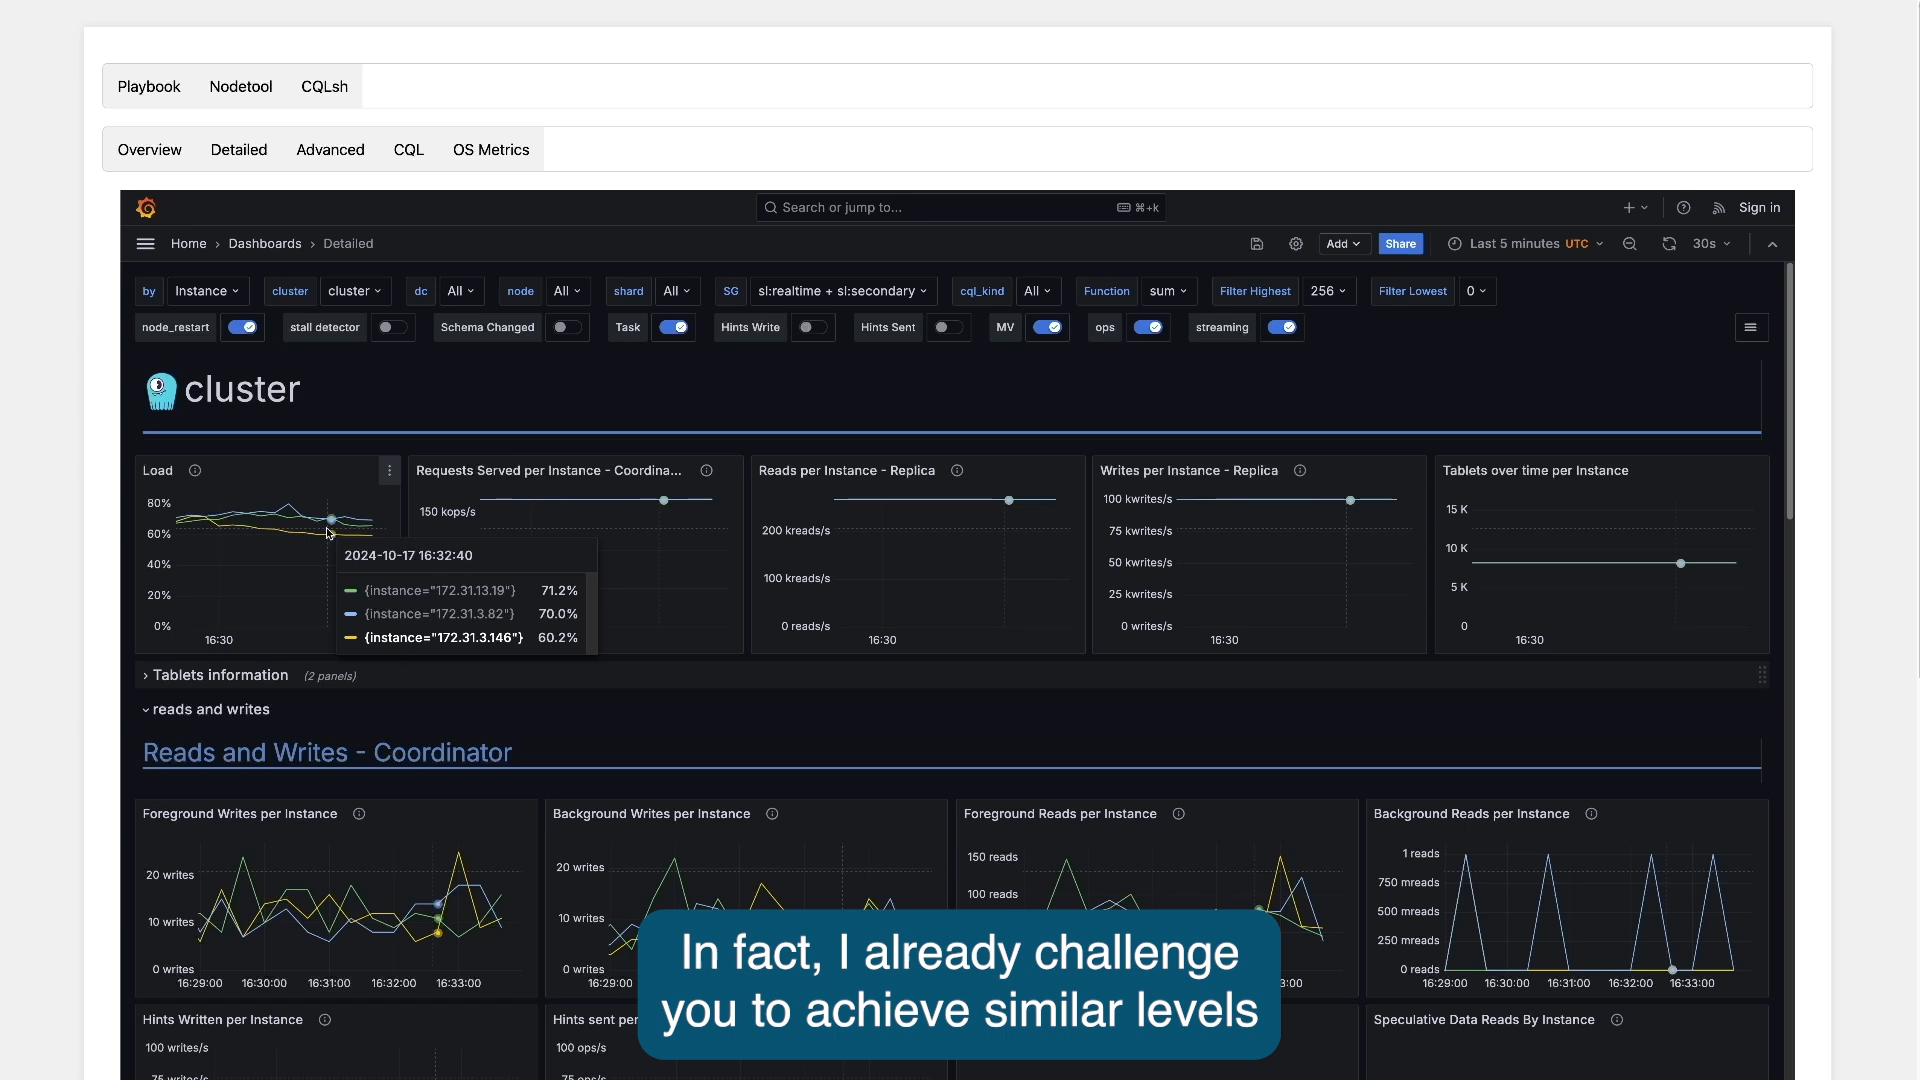 Playbook Nodetool CQLsh
Overview Detailed Advanced CQL OS Metrics
Search or jump to... ⌘+k Sign in
Home › Dashboards › Detailed Add Share Last 5 minutes UTC 30s
by Instance cluster cluster dc All node All shard All SG sl:realtime + sl:secondary cql_kind All Function sum Filter Highest 256 Filter Lowest 0
node_restart stall detector Schema Changed Task Hints Write Hints Sent MV ops streaming
cluster
Load
80%
60%
40%
20%
0%
16:30
2024-10-17 16:32:40
{instance="172.31.13.19"} 71.2%
{instance="172.31.3.82"} 70.0%
{instance="172.31.3.146"} 60.2%
Requests Served per Instance - Coordina...
150 kops/s
Reads per Instance - Replica
200 kreads/s
100 kreads/s
0 reads/s
16:30
Writes per Instance - Replica
100 kwrites/s
75 kwrites/s
50 kwrites/s
25 kwrites/s
0 writes/s
16:30
Tablets over time per Instance
15 K
10 K
5 K
0
16:30
Tablets information (2 panels)
reads and writes
Reads and Writes - Coordinator
Foreground Writes per Instance
20 writes
10 writes
0 writes
16:29:00 16:30:00 16:31:00 16:32:00 16:33:00
Background Writes per Instance
20 writes
10 writes
0 writes
16:29:00
Foreground Reads per Instance
150 reads
100 reads
3:00
Background Reads per Instance
1 reads
750 mreads
500 mreads
250 mreads
0 reads
16:29:00 16:30:00 16:31:00 16:32:00 16:33:00
In fact, I already challenge
you to achieve similar levels
Hints Written per Instance
100 writes/s
75 writes/s
Hints sent per
100 ops/s
75 ops/s
Speculative Data Reads By Instance